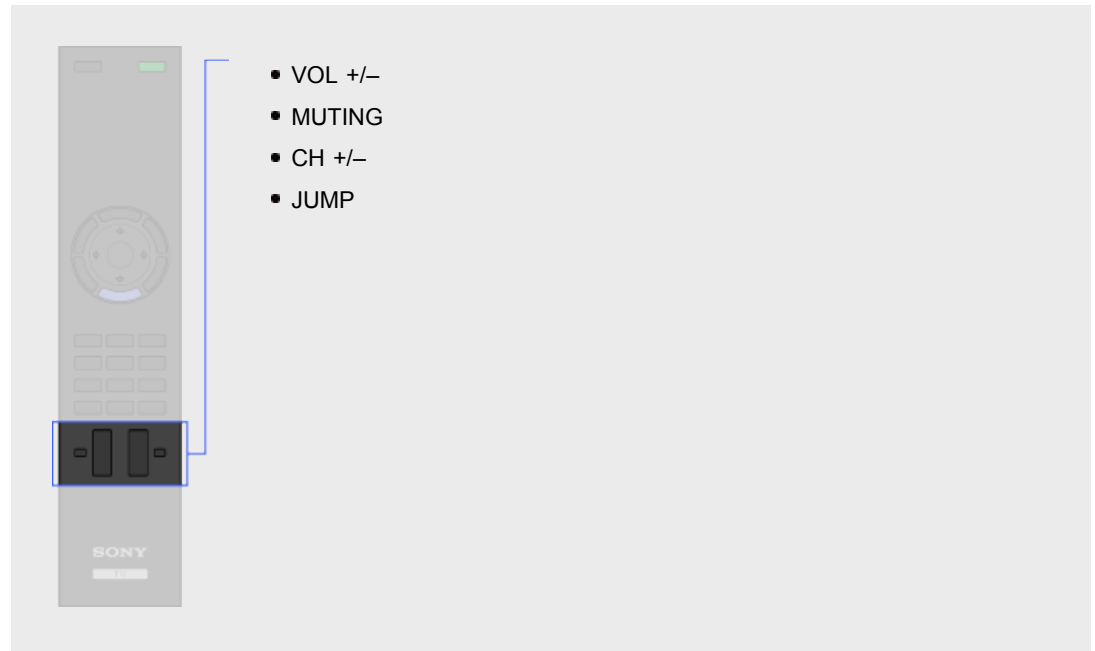 VOL +/–
MUTING
CH +/–
JUMP
SONY